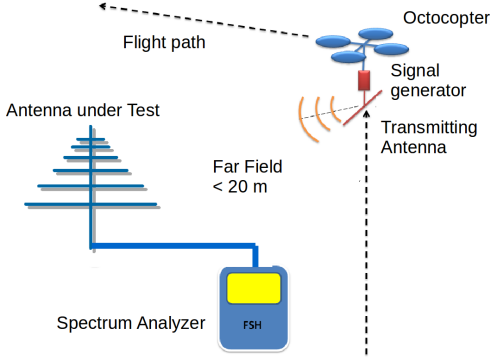 Octocopter
Flight path
Signal
generator
Antenna under Test
Transmitting
Antenna
Far Field
< 20 m
Spectrum Analyzer
FSH